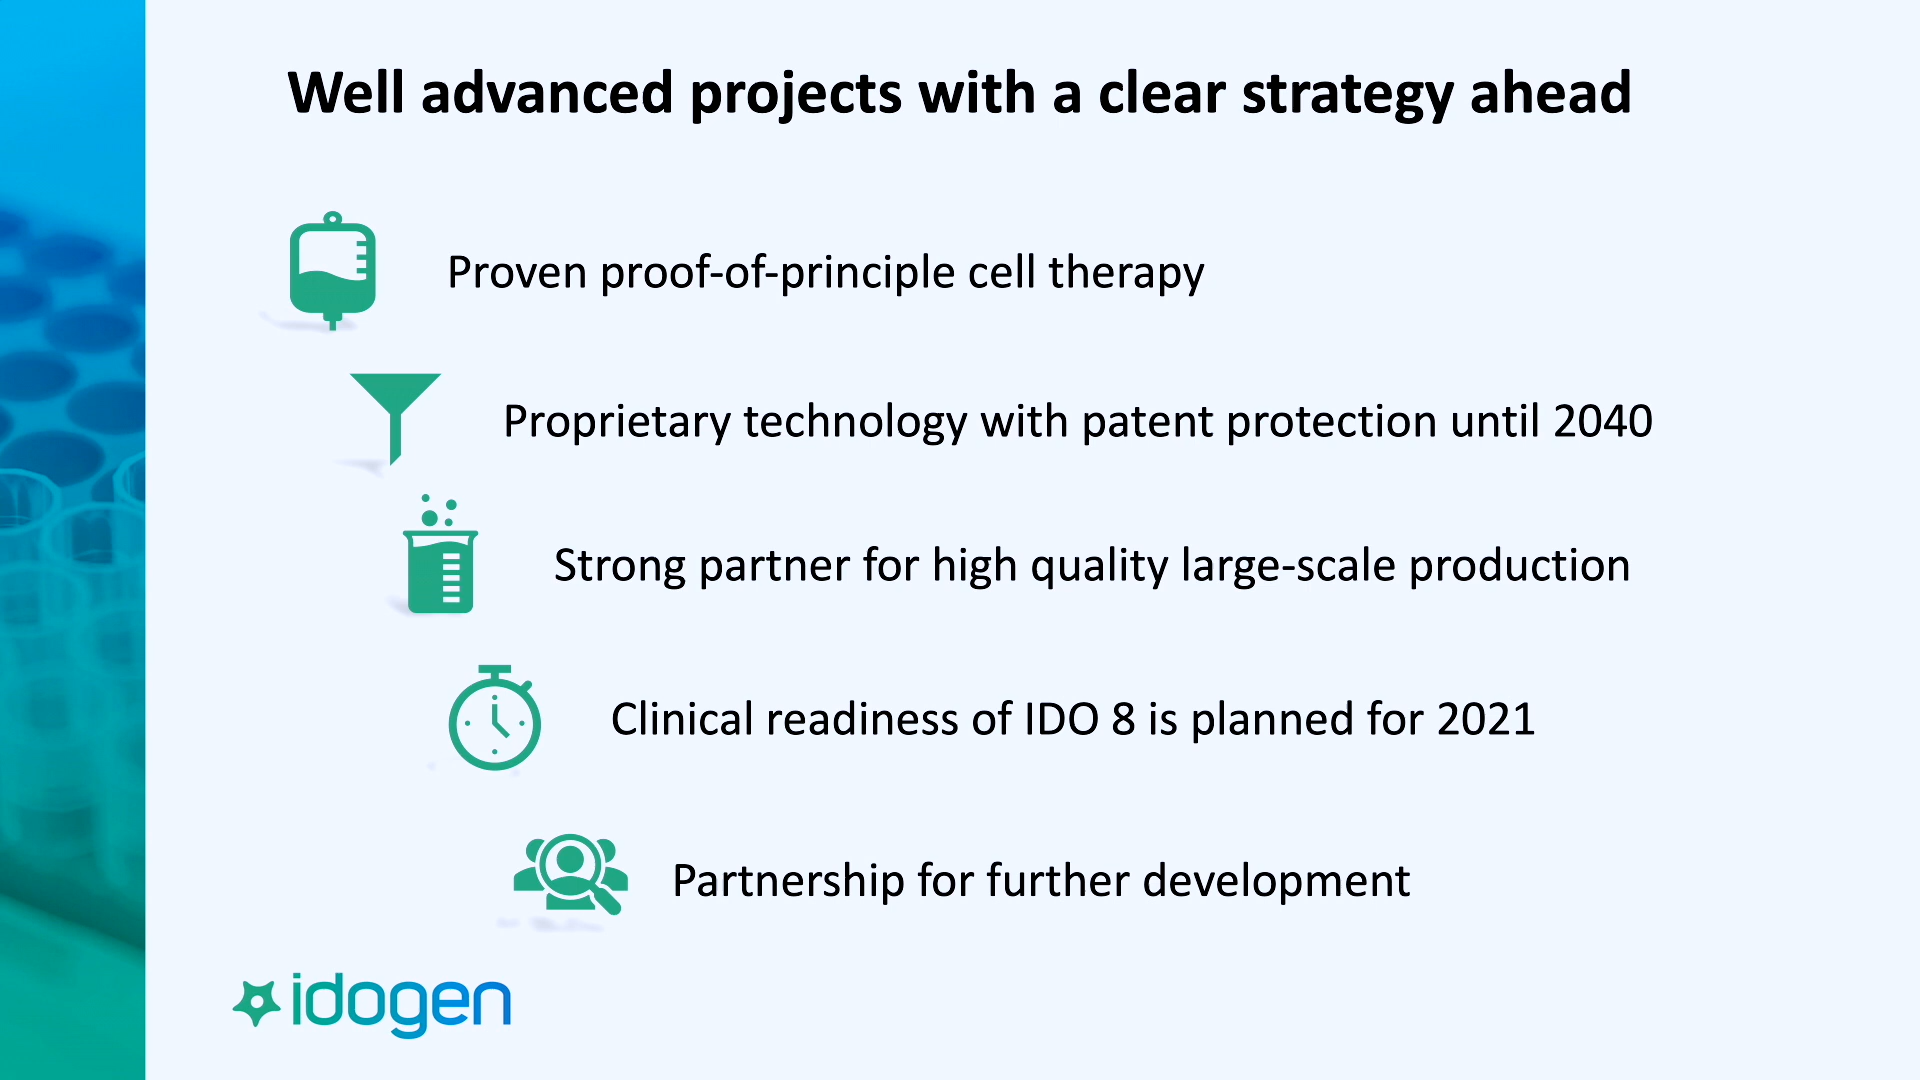 Well advanced projects with a clear strategy ahead
Proven proof-of-principle cell therapy
Proprietary technology with patent protection until 2040
Strong partner for high quality large-scale production
Clinical readiness of IDO 8 is planned for 2021
Partnership for further development
idogen